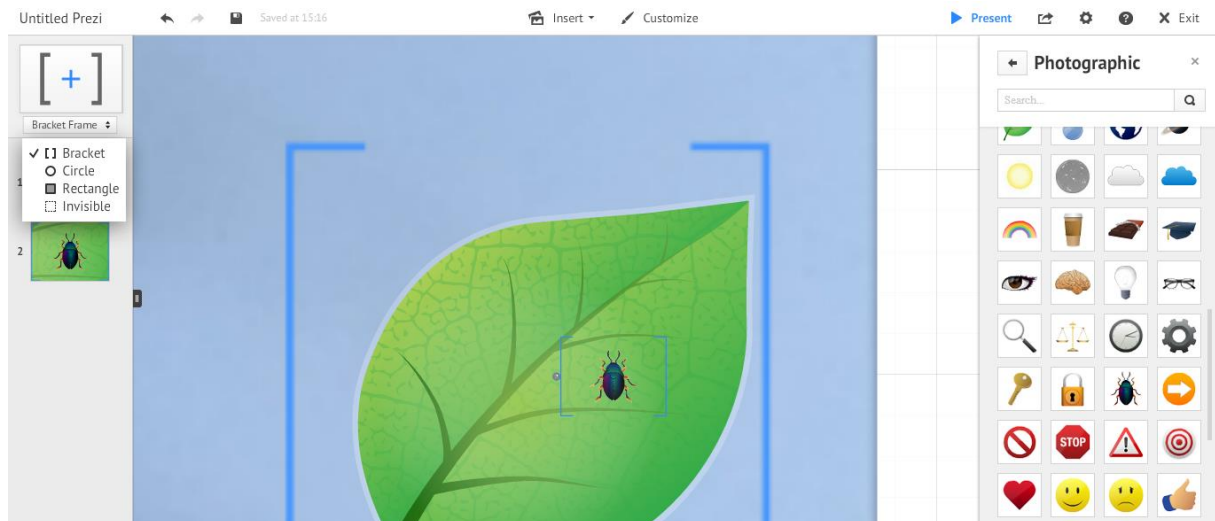 Untitled Prezi
Saved at 15:16
Insert
Customize
Present
Exit
Bracket Frame
Bracket
Circle
Rectangle
Invisible
1
2
Photographic
Search...
STOP